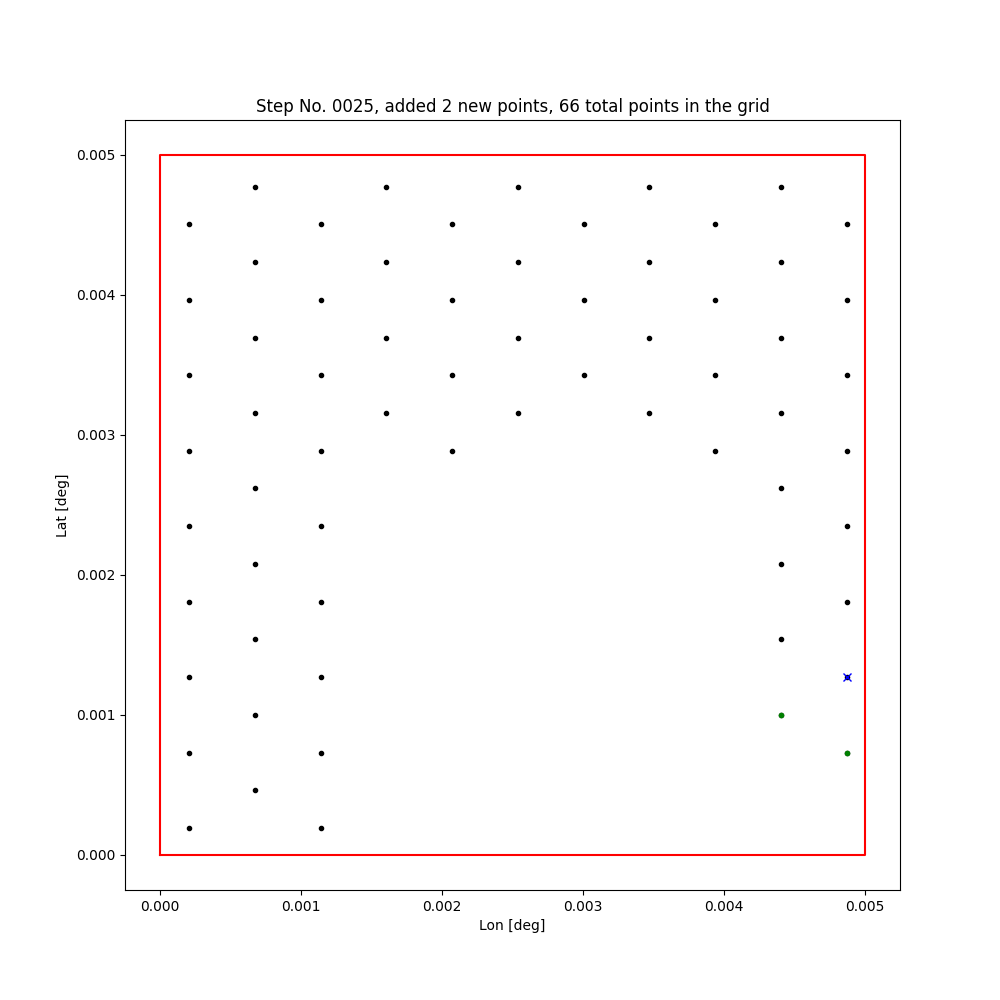 Step No. 0025, added 2 new points, 66 total points in the grid
0.005
0.004
0.003
0.002
0.001
0.000
Lat [deg]
0.000 0.001 0.002 0.003 0.004 0.005
Lon [deg]